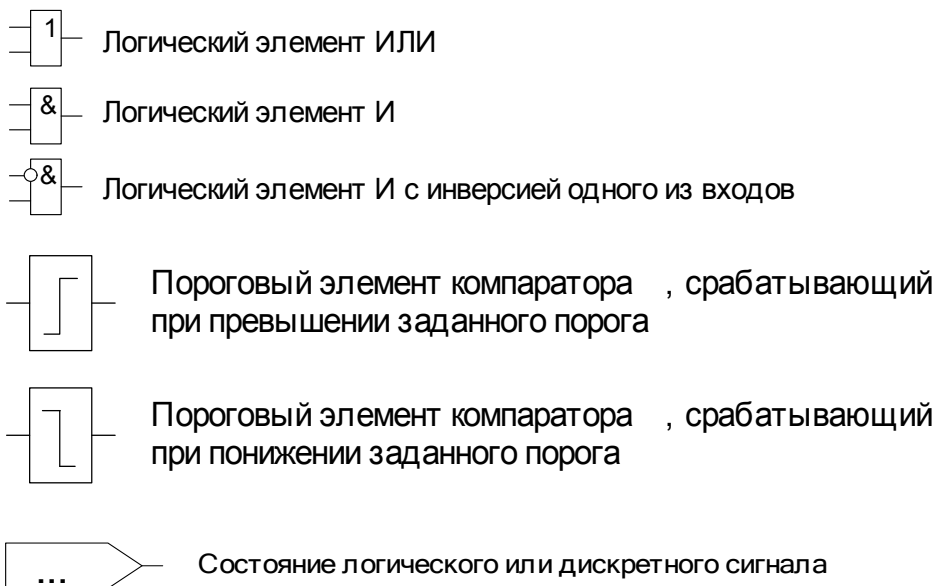 1 Логический элемент ИЛИ
& Логический элемент И
& Логический элемент И с инверсией одного из входов
Пороговый элемент компаратора , срабатывающий
при превышении заданного порога
Пороговый элемент компаратора , срабатывающий
при понижении заданного порога
... Состояние логического или дискретного сигнала